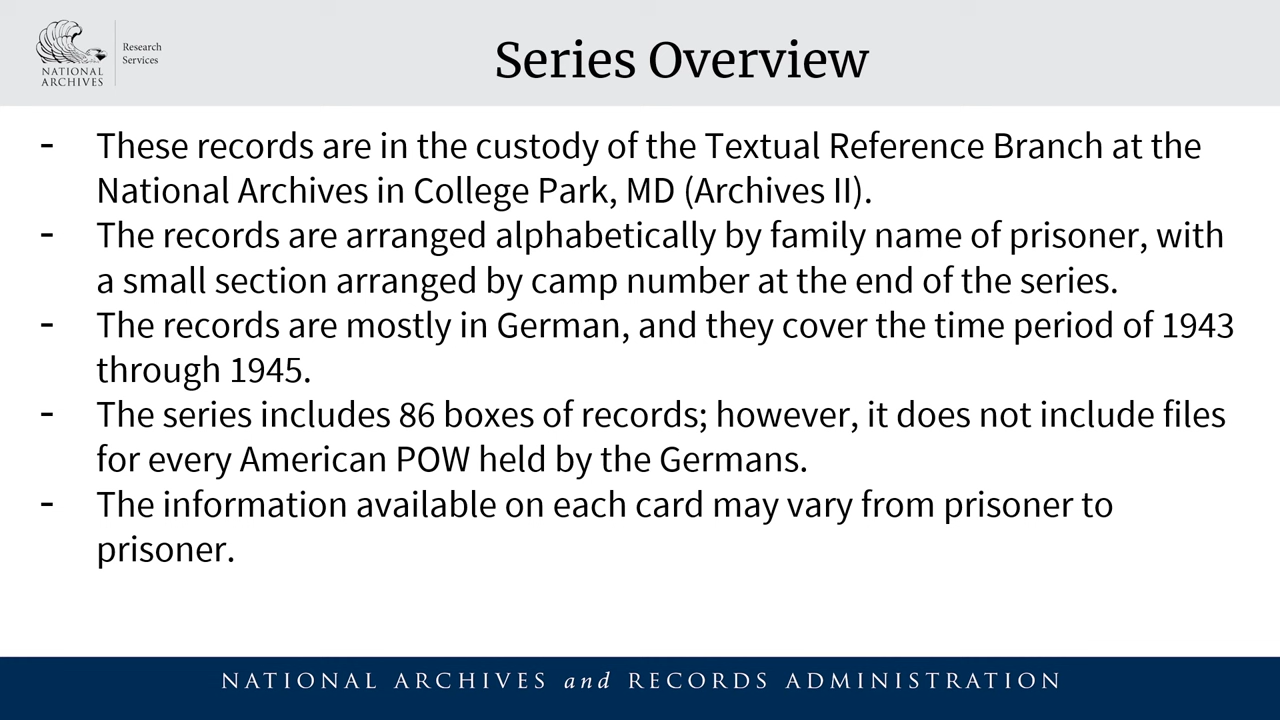 NATIONAL
ARCHIVES
Research
Services
Series Overview
- These records are in the custody of the Textual Reference Branch at the
National Archives in College Park, MD (Archives II).
- The records are arranged alphabetically by family name of prisoner, with
a small section arranged by camp number at the end of the series.
- The records are mostly in German, and they cover the time period of 1943
through 1945.
- The series includes 86 boxes of records; however, it does not include files
for every American POW held by the Germans.
- The information available on each card may vary from prisoner to
prisoner.
NATIONAL ARCHIVES and RECORDS ADMINISTRATION